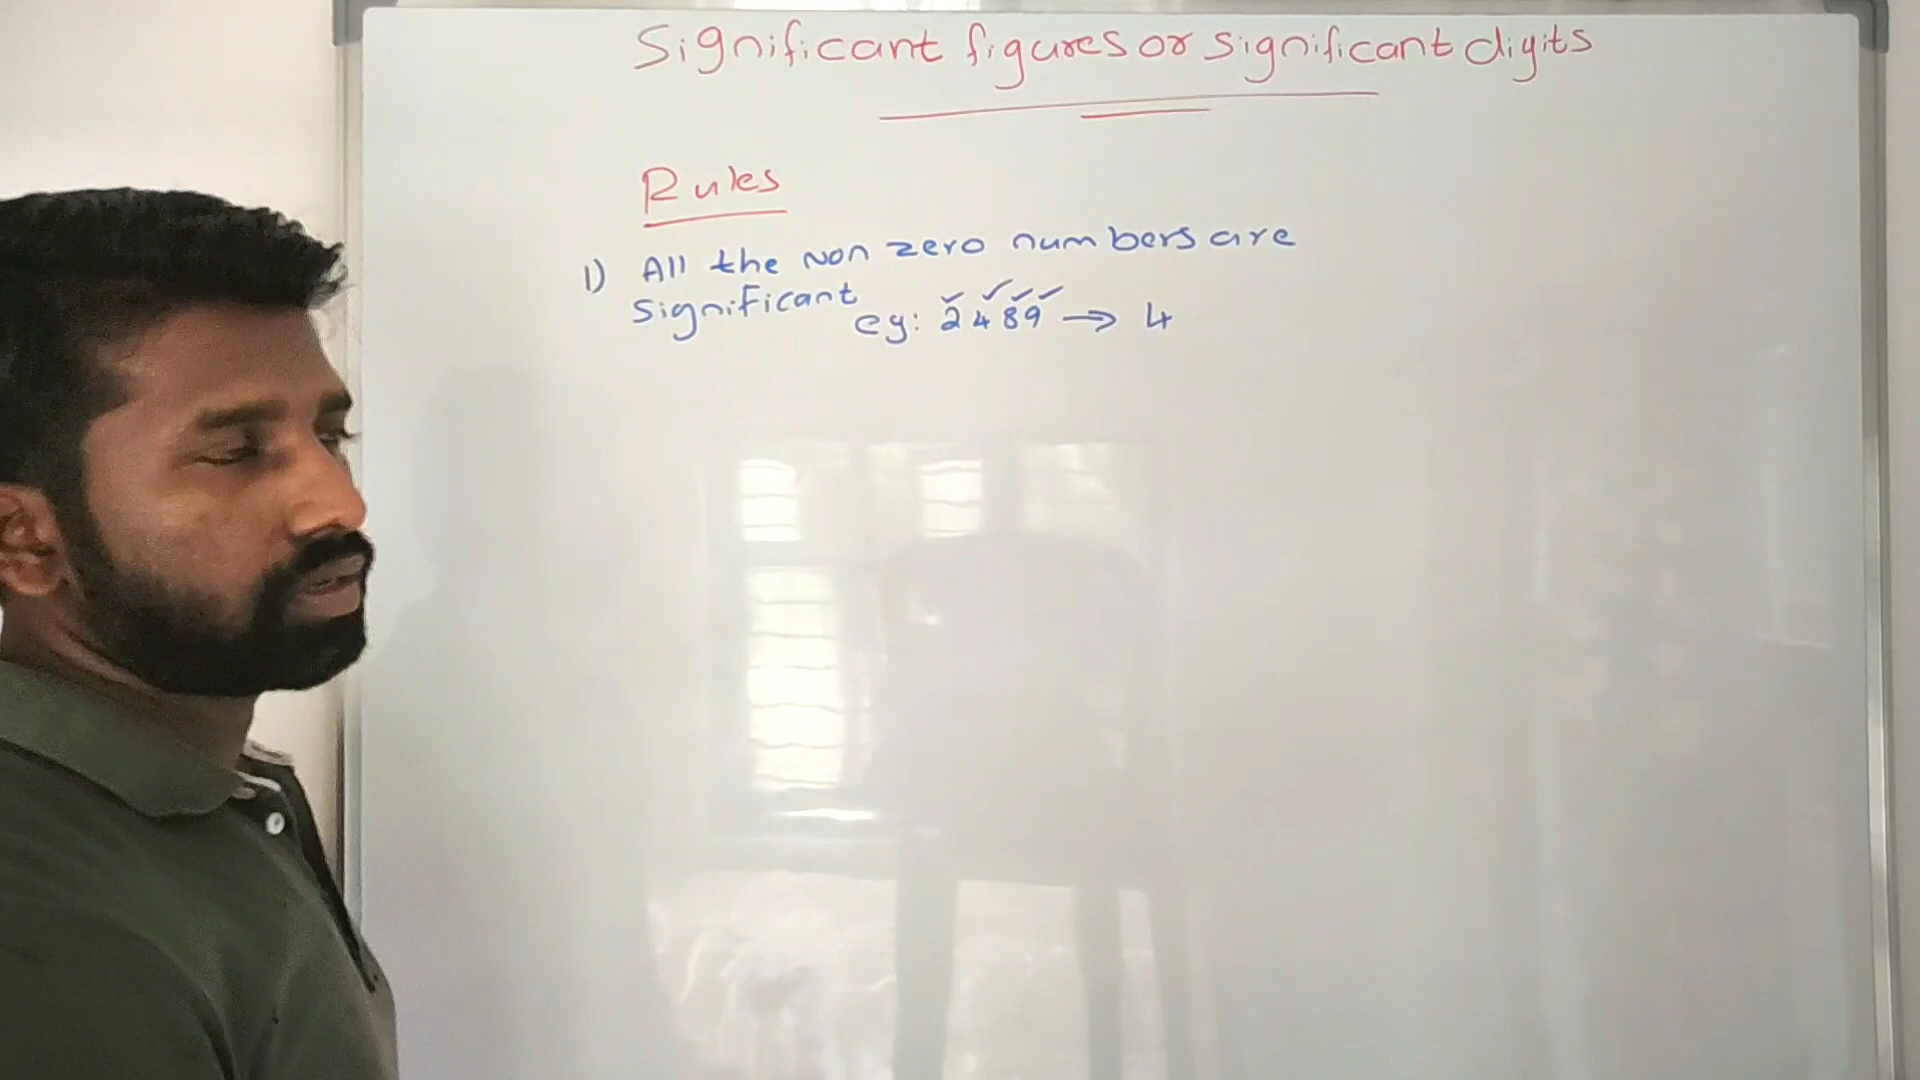 Significant figures or significant digits
Rules
1) All the Non zero numbers are
significant eg: 2489 → 4